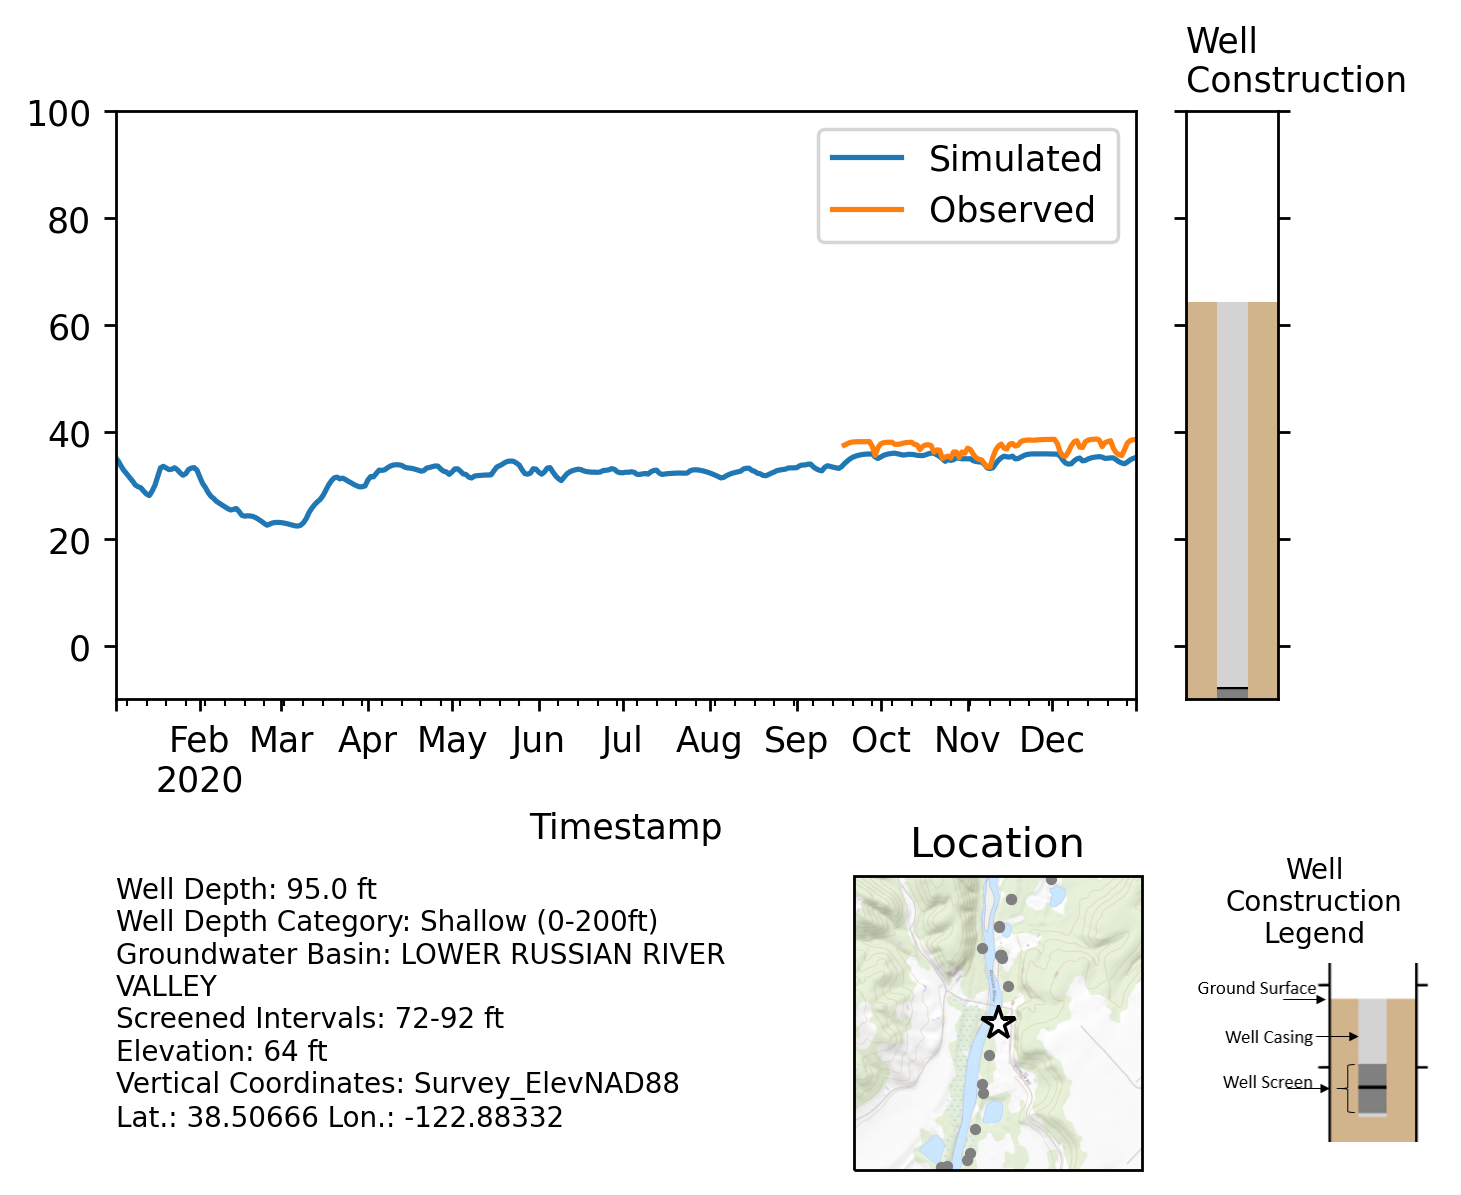 Well
Construction
100
80
60
40
20
0
Simulated
Observed
Feb Mar Apr May Jun Jul Aug Sep Oct Nov Dec
2020
Timestamp
Well Depth: 95.0 ft
Well Depth Category: Shallow (0-200ft)
Groundwater Basin: LOWER RUSSIAN RIVER
VALLEY
Screened Intervals: 72-92 ft
Elevation: 64 ft
Vertical Coordinates: Survey_ElevNAD88
Lat.: 38.50666 Lon.: -122.88332
Location
Well
Construction
Legend
Ground Surface
Well Casing
Well Screen